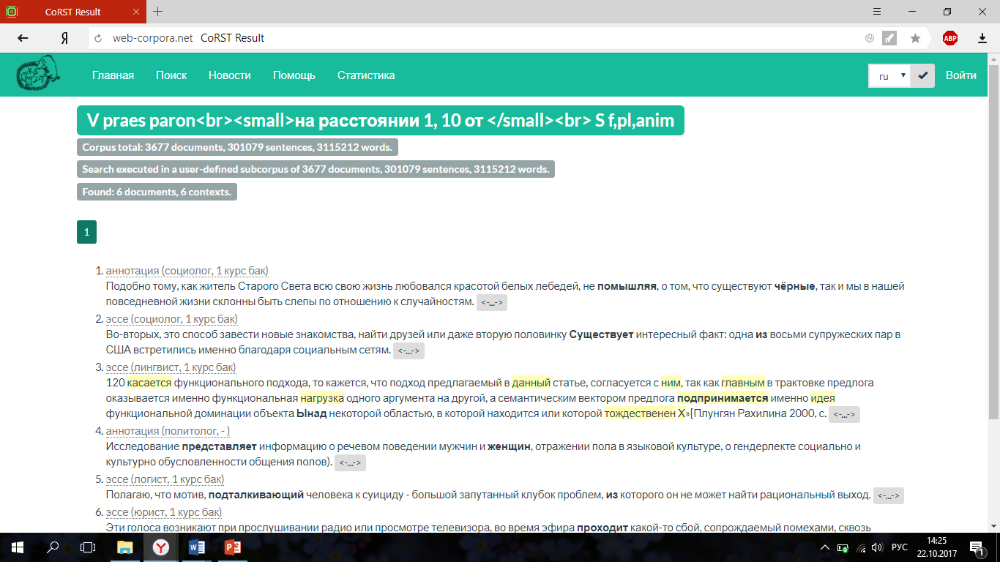 CoRST Result
web-corpora.net CoRST Result
ABP
Главная Поиск Новости Помощь Статистика ru Войти
V praes paron<br><small>на расстоянии 1, 10 от </small><br> S f,pl,anim
Corpus total: 3677 documents, 301079 sentences, 3115212 words.
Search executed in a user-defined subcorpus of 3677 documents, 301079 sentences, 3115212 words.
Found: 6 documents, 6 contexts.
1
1. аннотация (социолог, 1 курс бак)
Подобно тому, как житель Старого Света всю свою жизнь любовался красотой белых лебедей, не помышляя, о том, что существуют чёрные, так и мы в нашей
повседневной жизни склонны быть слепы по отношению к случайностям. <-...->
2. эссе (социолог, 1 курс бак)
Во-вторых, это способ завести новые знакомства, найти друзей или даже вторую половинку Существует интересный факт: одна из восьми супружеских пар в
США встретились именно благодаря социальным сетям. <-...->
3. эссе (лингвист, 1 курс бак)
120 касается функционального подхода, то кажется, что подход предлагаемый в данный статье, согласуется с ним, так как главным в трактовке предлога
оказывается именно функциональная нагрузка одного аргумента на другой, а семантическим вектором предлога подпринимается именно идея
функциональной доминации объекта Ынад некоторой областью, в которой находится или которой тождественен X»[Плунгян Рахилина 2000, с. <-...->
4. аннотация (политолог, - )
Исследование представляет информацию о речевом поведении мужчин и женщин, отражении пола в языковой культуре, о гендерлекте социально и
культурно обусловленности общения полов). <-...->
5. эссе (логист, 1 курс бак)
Полагаю, что мотив, подталкивающий человека к суициду - большой запутанный клубок проблем, из которого он не может найти рациональный выход. <-...->
6. эссе (юрист, 1 курс бак)
Эти голоса возникают при прослушивании радио или просмотре телевизора, во время эфира проходит какой-то сбой, сопрождаемый помехами, сквозь
РУС 14:25
22.10.2017 1